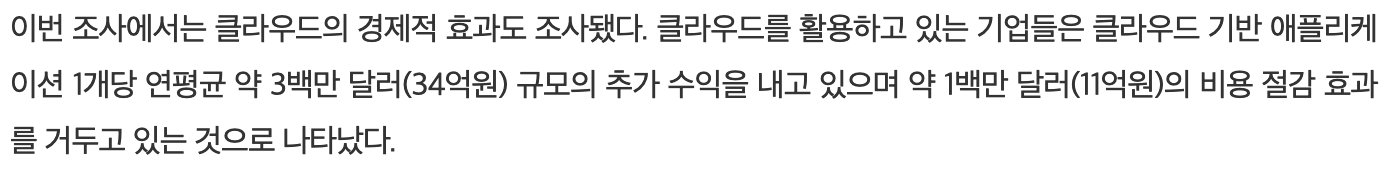 이번 조사에서는 클라우드의 경제적 효과도 조사됐다. 클라우드를 활용하고 있는 기업들은 클라우드 기반 애플리케
이션 1개당 연평균 약 3백만 달러(34억원) 규모의 추가 수익을 내고 있으며 약 1백만 달러(11억원)의 비용 절감 효과
를 거두고 있는 것으로 나타났다.